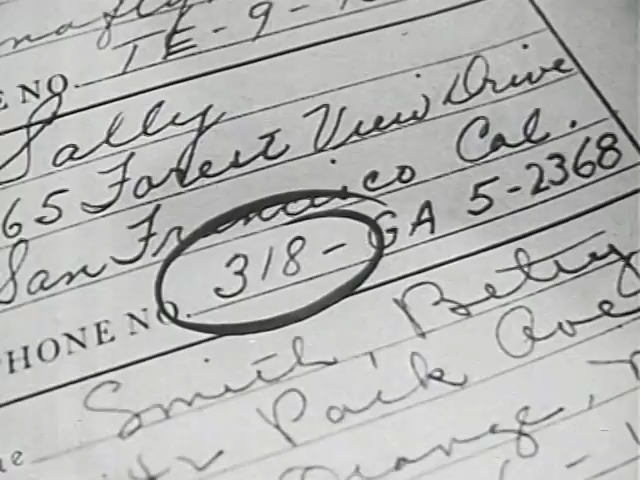 E NO. TE-9-
Sally
65 Forest View Drive
San Francisco Cal.
PHONE NO. 318- GA 5-2368
Smith, Betty
Park Ave
Orange,